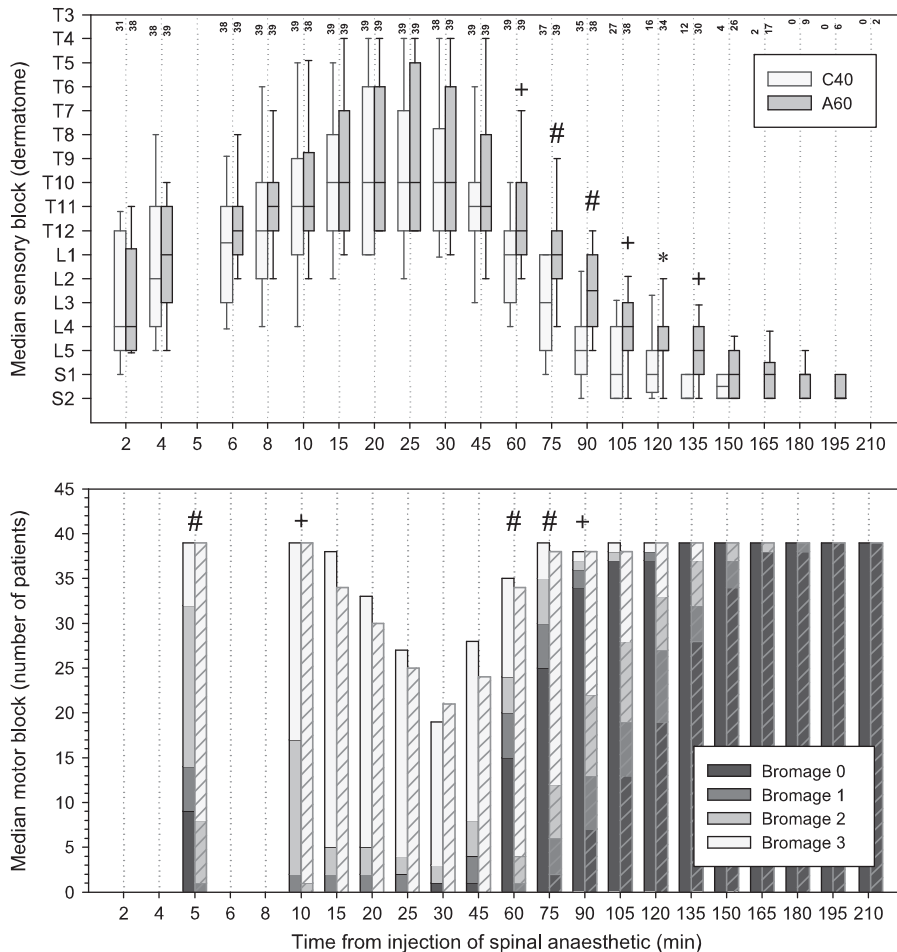 Median sensory block (dermatome)
T3
T4
T5
T6
T7
T8
T9
T10
T11
T12
L1
L2
L3
L4
L5
S1
S2
31 38 38 39 38 39 39 39 39 38 39 39 39 39 39 39 39 39 39 39 39 39 37 39 35 38 27 38 16 34 12 30 4 26 2 17 0 9 0 6 0 2
C40
A60
+ # # + * +
2 4 5 6 8 10 15 20 25 30 45 60 75 90 105 120 135 150 165 180 195 210
Median motor block (number of patients)
45
40
35
30
25
20
15
10
5
0
# + # # +
Bromage 0
Bromage 1
Bromage 2
Bromage 3
2 4 5 6 8 10 15 20 25 30 45 60 75 90 105 120 135 150 165 180 195 210
Time from injection of spinal anaesthetic (min)